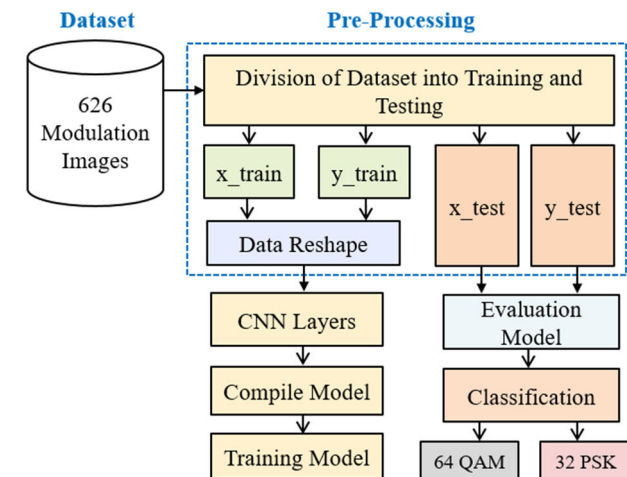 Dataset
Pre-Processing
626
Modulation
Images
Division of Dataset into Training and
Testing
x_train
y_train
x_test
y_test
Data Reshape
CNN Layers
Evaluation
Model
Compile Model
Classification
Training Model
64 QAM
32 PSK